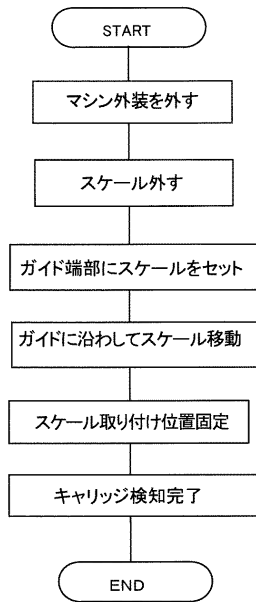 START
マシン外装を外す
スケール外す
ガイド端部にスケールをセット
ガイドに沿わしてスケール移動
スケール取り付け位置固定
キャリッジ検知完了
END